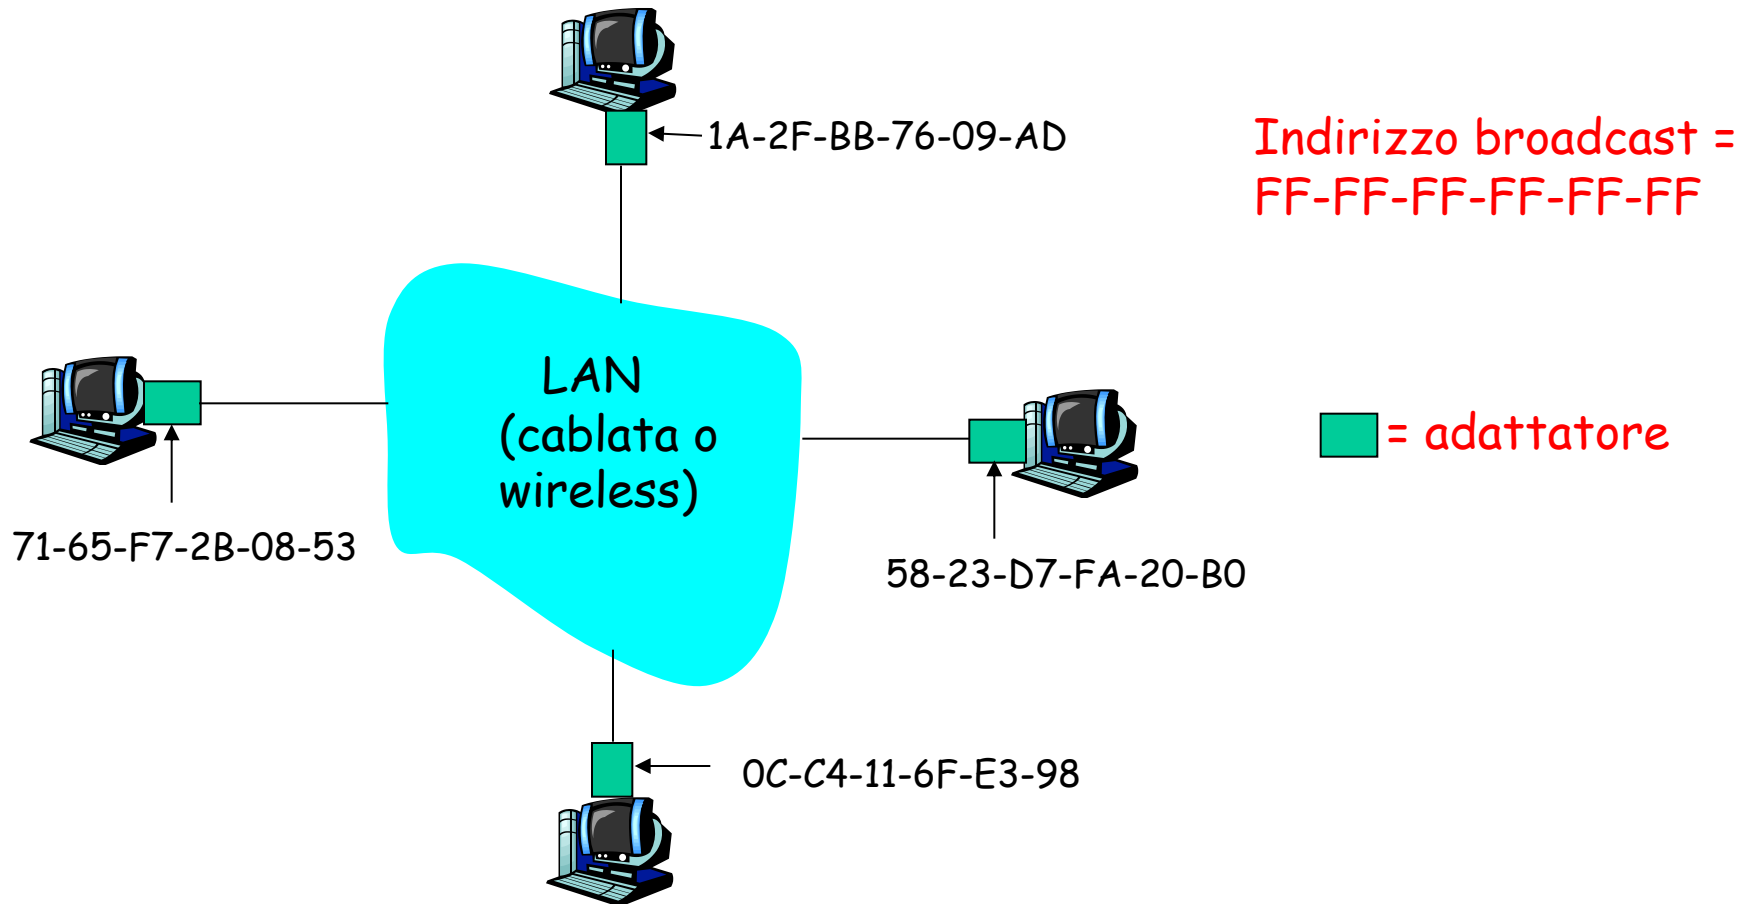 1A-2F-BB-76-09-AD
Indirizzo broadcast =
FF-FF-FF-FF-FF-FF
LAN
(cablata o
wireless)
= adattatore
71-65-F7-2B-08-53
58-23-D7-FA-20-B0
0C-C4-11-6F-E3-98